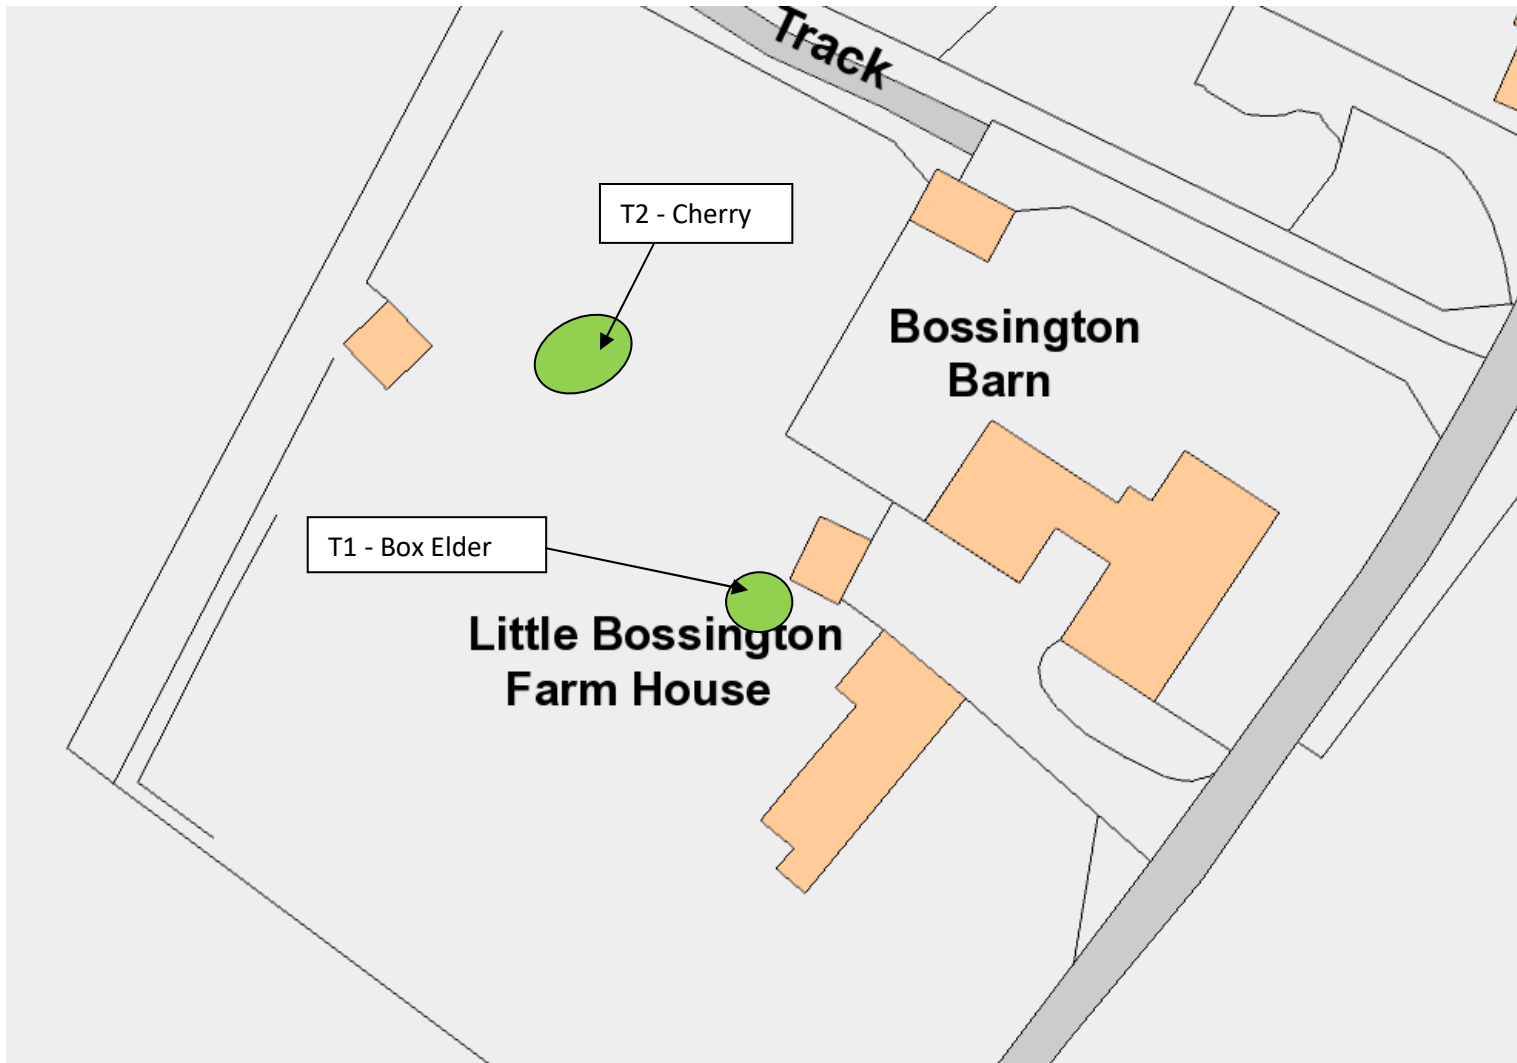 Track
T2 - Cherry
Bossington
Barn
T1 - Box Elder
Little Bossington
Farm House